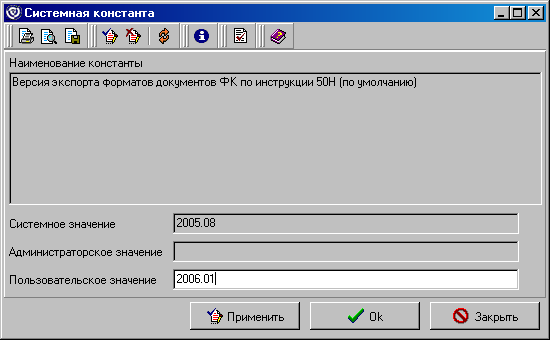 Системная константа
Наименование константы
Версия экспорта форматов документов ФК по инструкции 50Н (по умолчанию)
Системное значение
2005.08
Администраторское значение
Пользовательское значение
2006.01
Применить
Ok
Закрыть